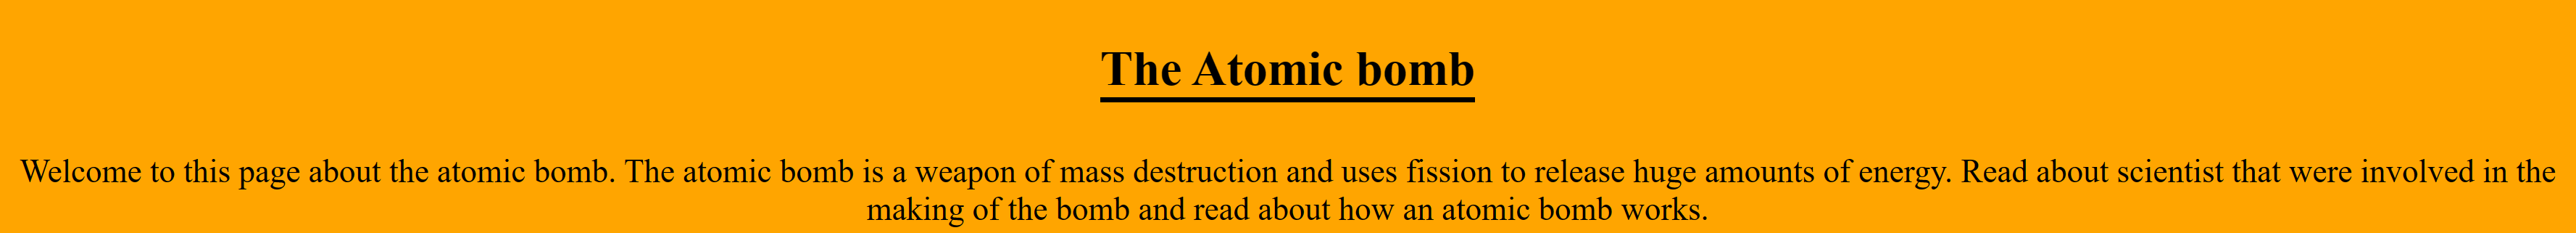 The Atomic bomb
Welcome to this page about the atomic bomb. The atomic bomb is a weapon of mass destruction and uses fission to release huge amounts of energy. Read about scientist that were involved in the
making of the bomb and read about how an atomic bomb works.